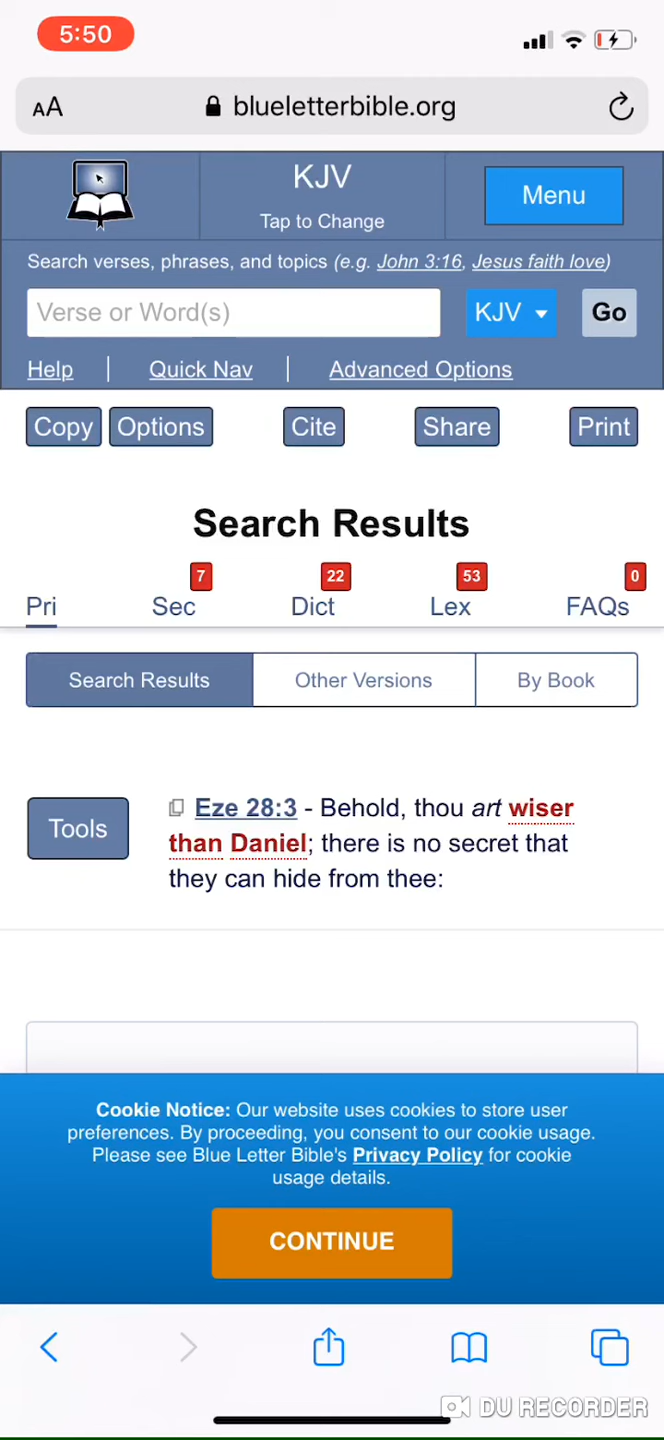 5:50
AA blueletterbible.org
KJV
Tap to Change
Menu
Search verses, phrases, and topics (e.g. John 3:16, Jesus faith love)
Verse or Word(s)
KJV
Go
Help
Quick Nav
Advanced Options
Copy
Options
Cite
Share
Print
Search Results
7
22
53
0
Pri
Sec
Dict
Lex
FAQs
Search Results
Other Versions
By Book
Tools
Eze 28:3 - Behold, thou art wiser
than Daniel; there is no secret that
they can hide from thee:
Cookie Notice: Our website uses cookies to store user
preferences. By proceeding, you consent to our cookie usage.
Please see Blue Letter Bible's Privacy Policy for cookie
usage details.
CONTINUE
DU RECORDER